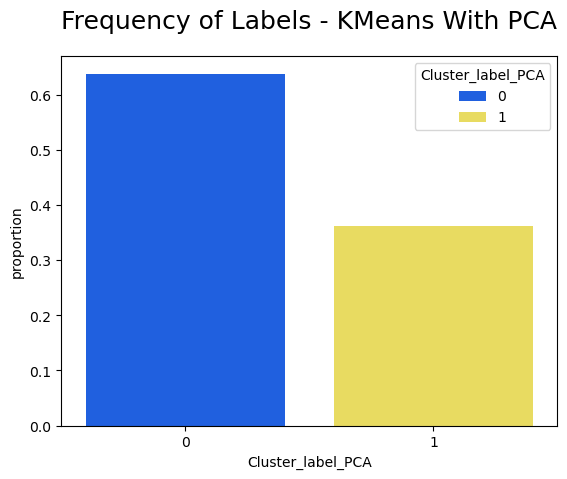 Frequency of Labels - KMeans With PCA
Cluster_label_PCA
0
1
proportion
0.6
0.5
0.4
0.3
0.2
0.1
0.0
0
1
Cluster_label_PCA